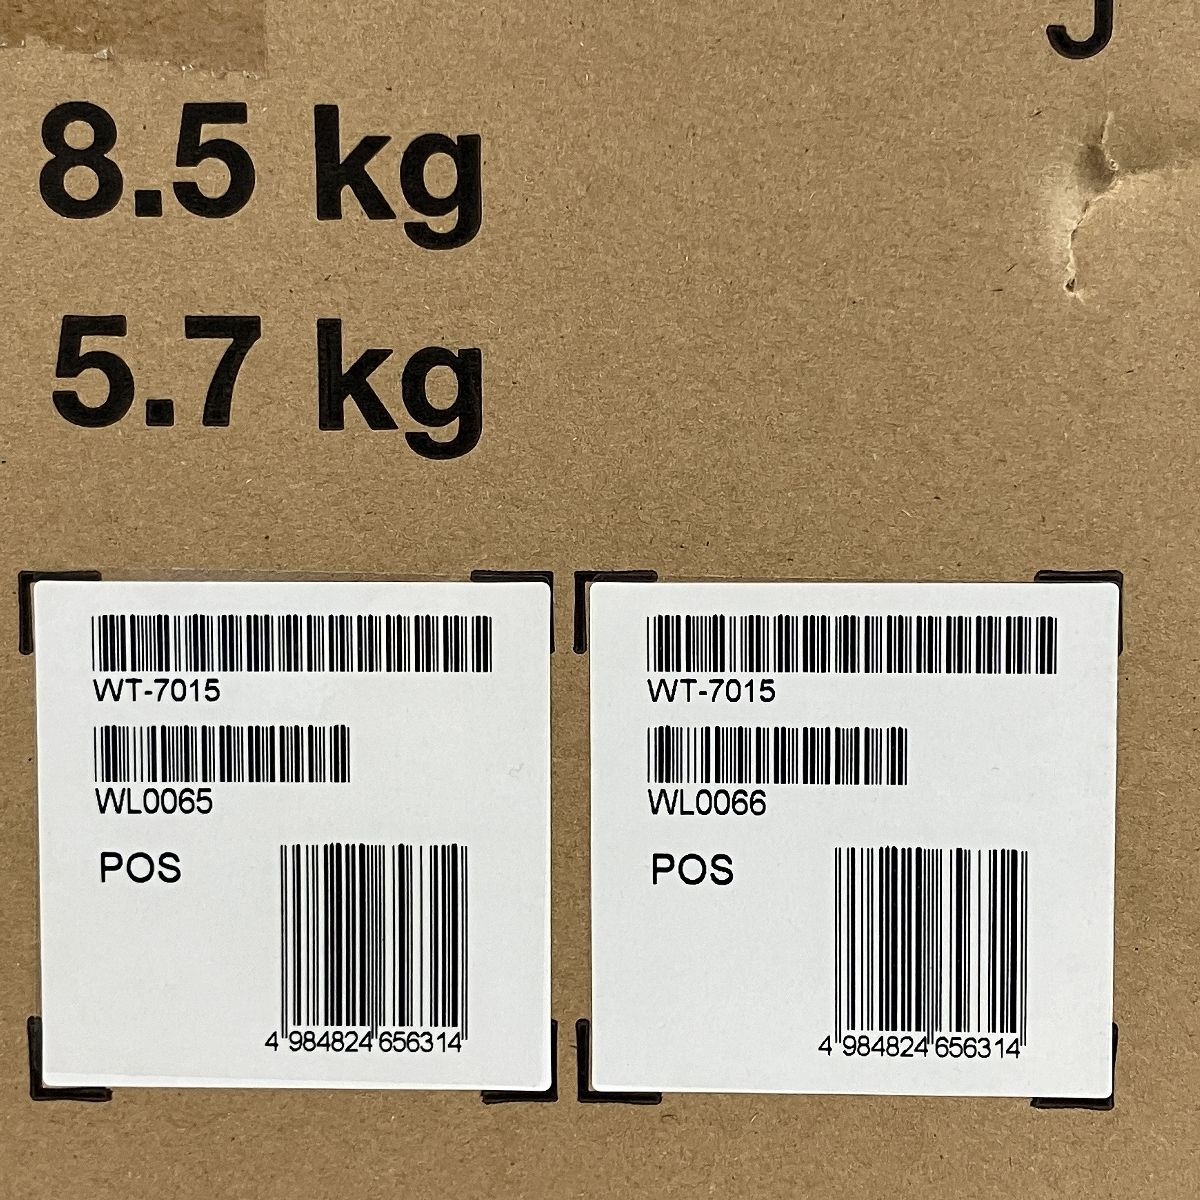 J
8.5 kg
5.7 kg
WT-7015
WL0065
POS
4 984824 656314
WT-7015
WL0066
POS
4 984824 656314